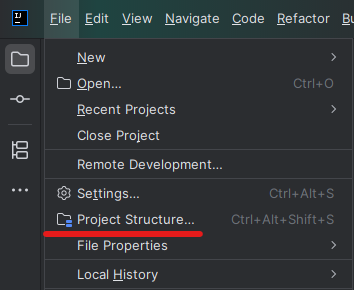 IJ
File Edit View Navigate Code Refactor Bu
New
Open... Ctrl+O
Recent Projects
Close Project
Remote Development...
Settings... Ctrl+Alt+S
Project Structure... Ctrl+Alt+Shift+S
File Properties
Local History